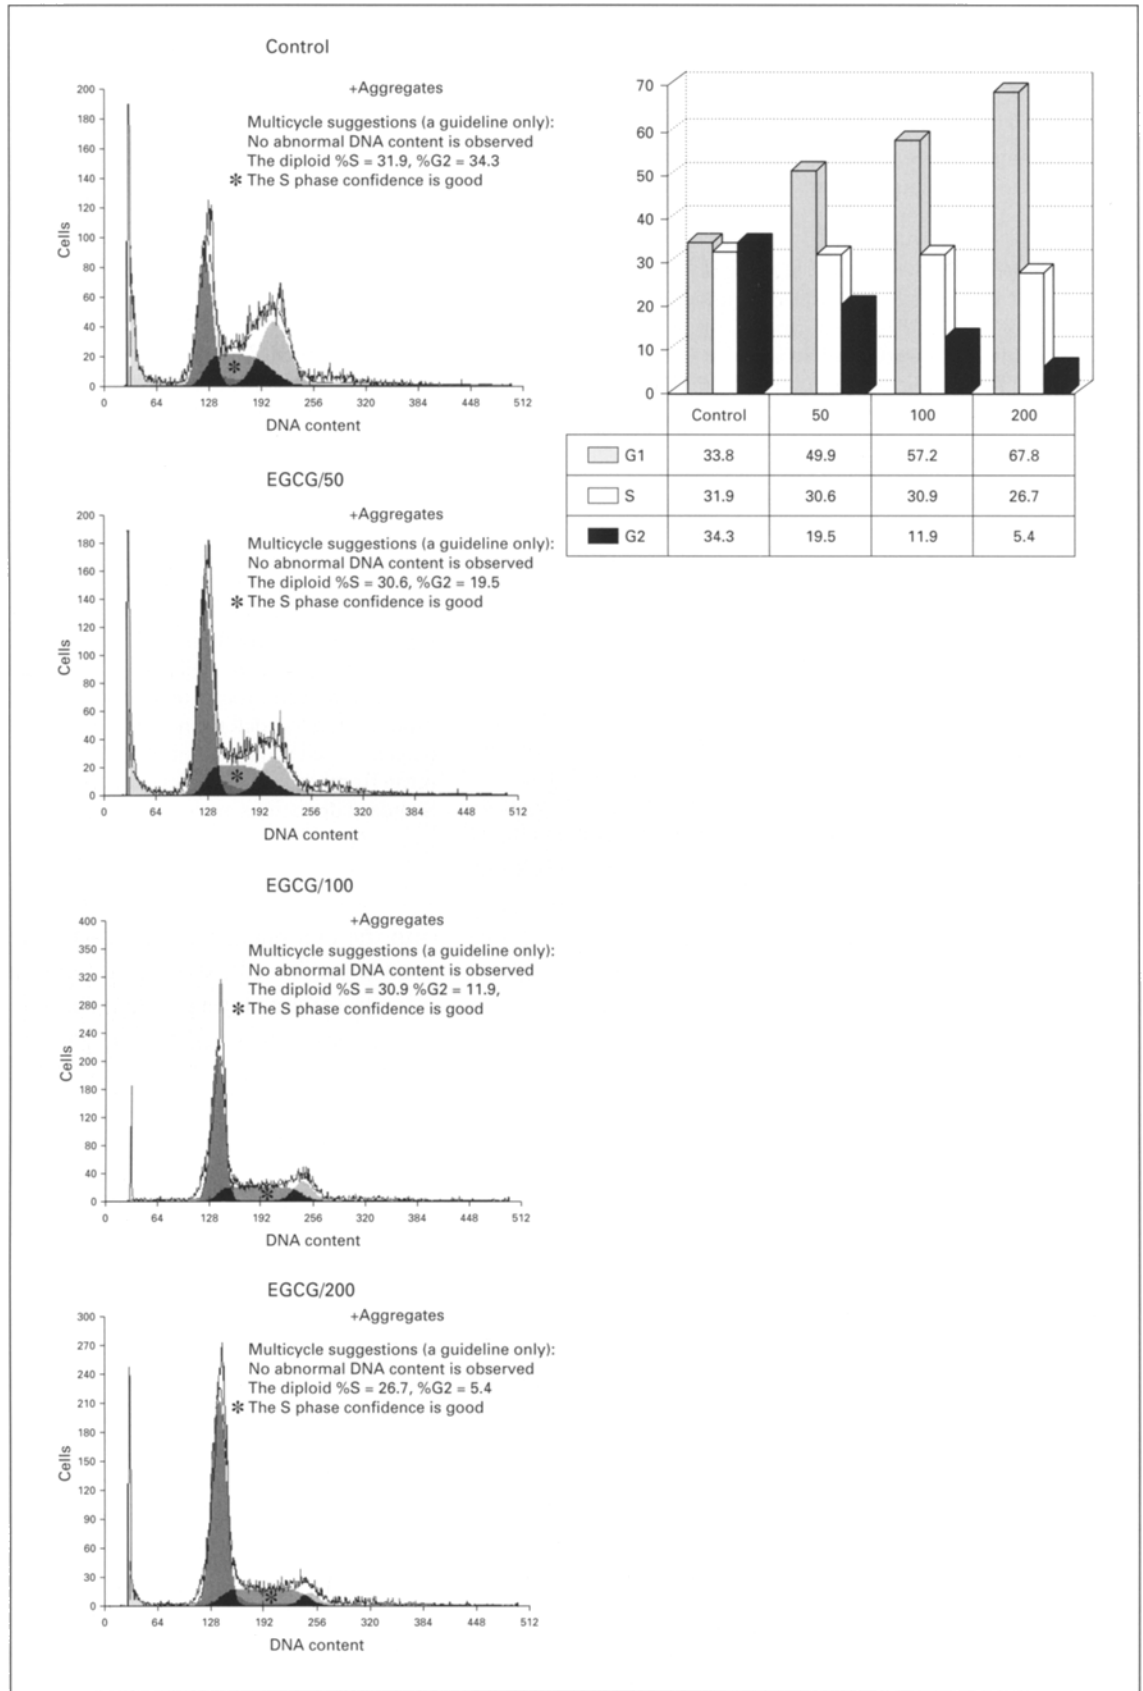 Control
+Aggregates
Multicycle suggestions (a guideline only):
No abnormal DNA content is observed
The diploid %S = 31.9, %G2 = 34.3
* The S phase confidence is good
Cells
200
180
160
140
120
100
80
60
40
20
0
*
0 64 128 192 256 320 384 448 512
DNA content
EGCG/50
+Aggregates
Multicycle suggestions (a guideline only):
No abnormal DNA content is observed
The diploid %S = 30.6, %G2 = 19.5
* The S phase confidence is good
Cells
200
180
160
140
120
100
80
60
40
20
0
*
0 64 128 192 256 320 384 448 512
DNA content
EGCG/100
+Aggregates
Multicycle suggestions (a guideline only):
No abnormal DNA content is observed
The diploid %S = 30.9 %G2 = 11.9,
* The S phase confidence is good
Cells
400
350
320
280
240
200
180
120
80
40
0
*
0 64 128 192 256 320 384 448 512
DNA content
EGCG/200
+Aggregates
Multicycle suggestions (a guideline only):
No abnormal DNA content is observed
The diploid %S = 26.7, %G2 = 5.4
* The S phase confidence is good
Cells
300
270
240
210
180
150
120
90
60
30
0
*
0 64 128 192 256 320 384 448 512
DNA content
70
60
50
40
30
20
10
0
Control 50 100 200
G1 33.8 49.9 57.2 67.8
S 31.9 30.6 30.9 26.7
G2 34.3 19.5 11.9 5.4